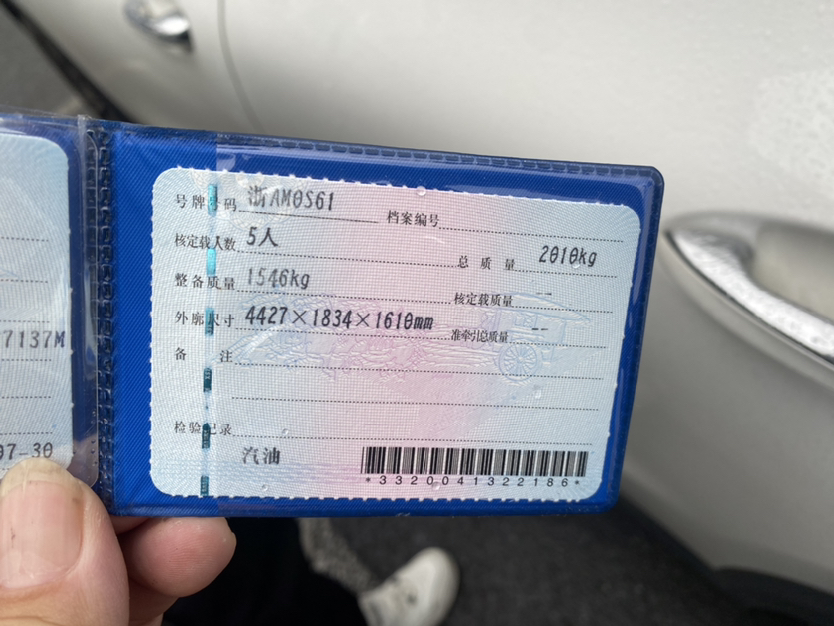 7137M
07-30
号牌号码 浙AM0S61 档案编号
核定载人数 5人 总质量 2010kg
整备质量 1546kg 核定载质量 --
外廓尺寸 4427×1834×1610mm 准牵引总质量 --
备注
检验记录
汽油
*3320041322186*